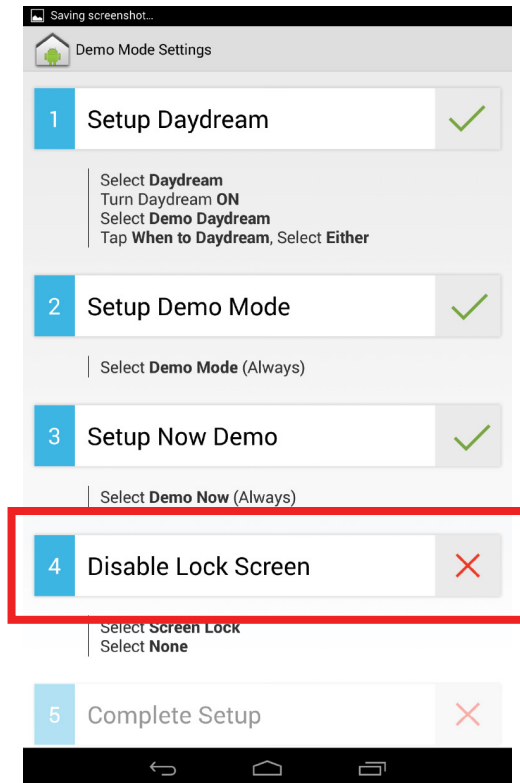 Saving screenshot...
Demo Mode Settings
1 Setup Daydream
Select Daydream
Turn Daydream ON
Select Demo Daydream
Tap When to Daydream, Select Either
2 Setup Demo Mode
Select Demo Mode (Always)
3 Setup Now Demo
Select Demo Now (Always)
4 Disable Lock Screen
Select Screen Lock
Select None
5 Complete Setup